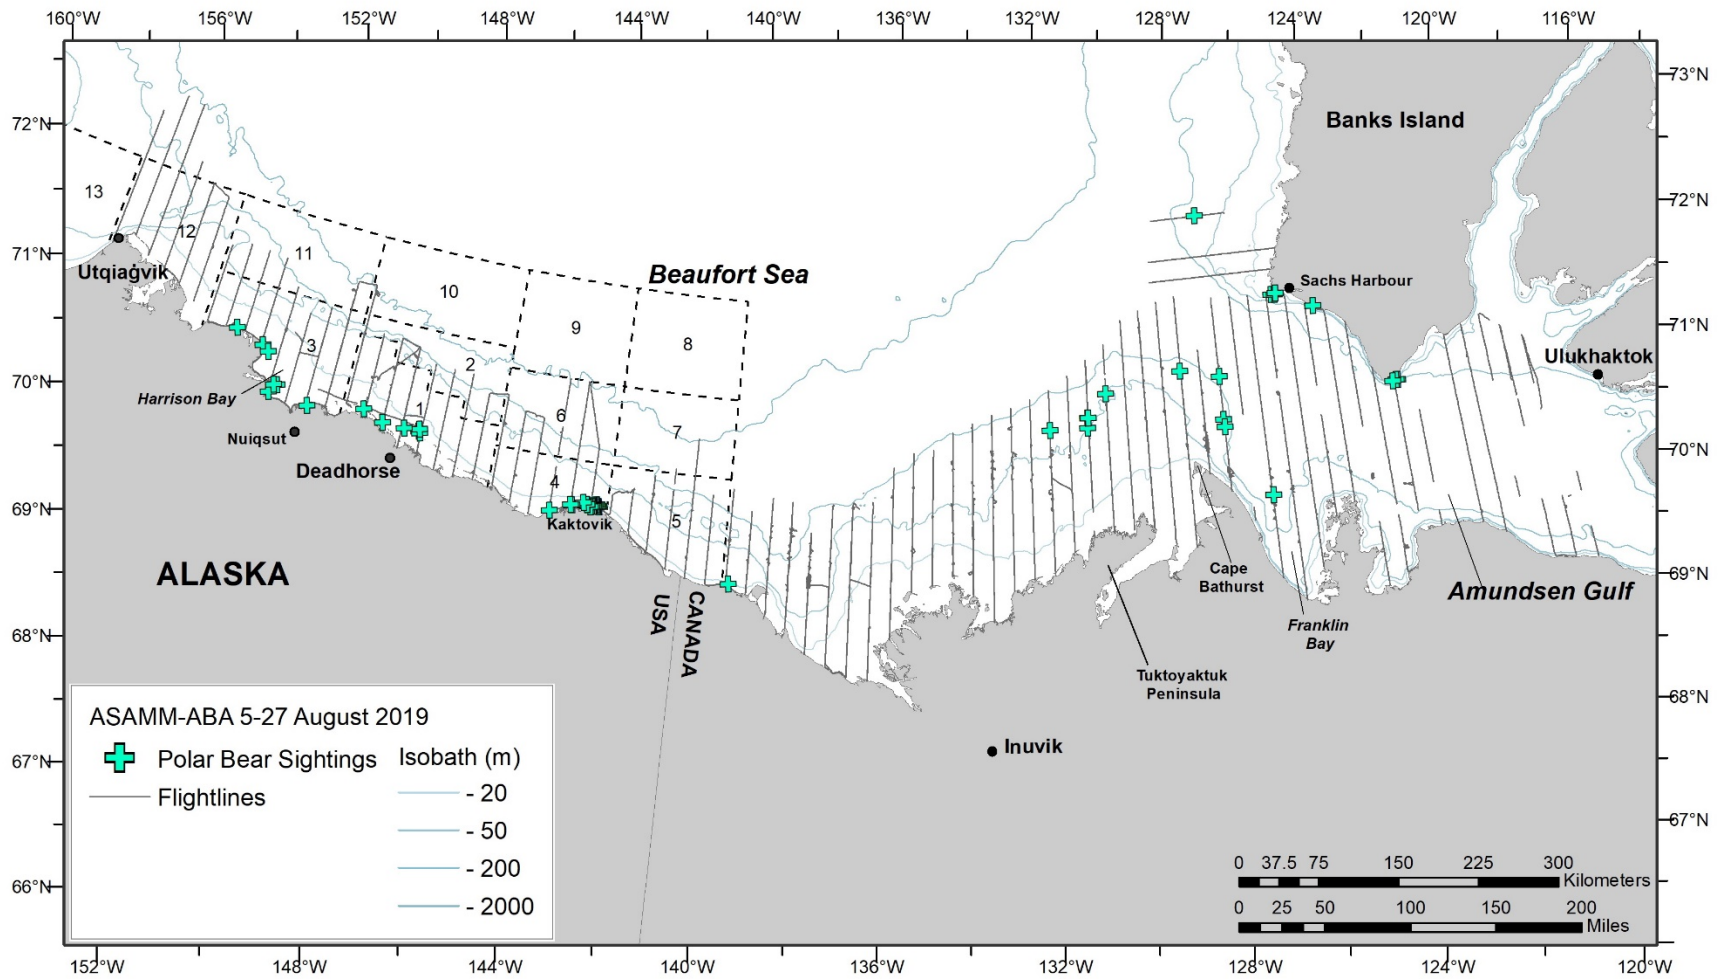 160°W 156°W 152°W 148°W 144°W 140°W 136°W 132°W 128°W 124°W 120°W 116°W
73°N
72°N
Banks Island
13
72°N
12
11
71°N
Beaufort Sea
Utqiaġvik
10
Sachs Harbour
9
71°N
8
3
2
Ulukhaktok
70°N
Harrison Bay
1
6
7
Nuiqsut
70°N
Deadhorse
4
69°N
5
Kaktovik
ALASKA
Cape
Bathurst
69°N
Amundsen Gulf
USA
CANADA
Franklin
Bay
68°N
Tuktoyaktuk
Peninsula
68°N
ASAMM-ABA 5-27 August 2019
Inuvik
Polar Bear Sightings
Isobath (m)
67°N
Flightlines
- 20
- 50
- 200
- 2000
67°N
66°N
0 37.5 75 150 225 300
Kilometers
0 25 50 100 150 200
Miles
152°W 148°W 144°W 140°W 136°W 132°W 128°W 124°W 120°W